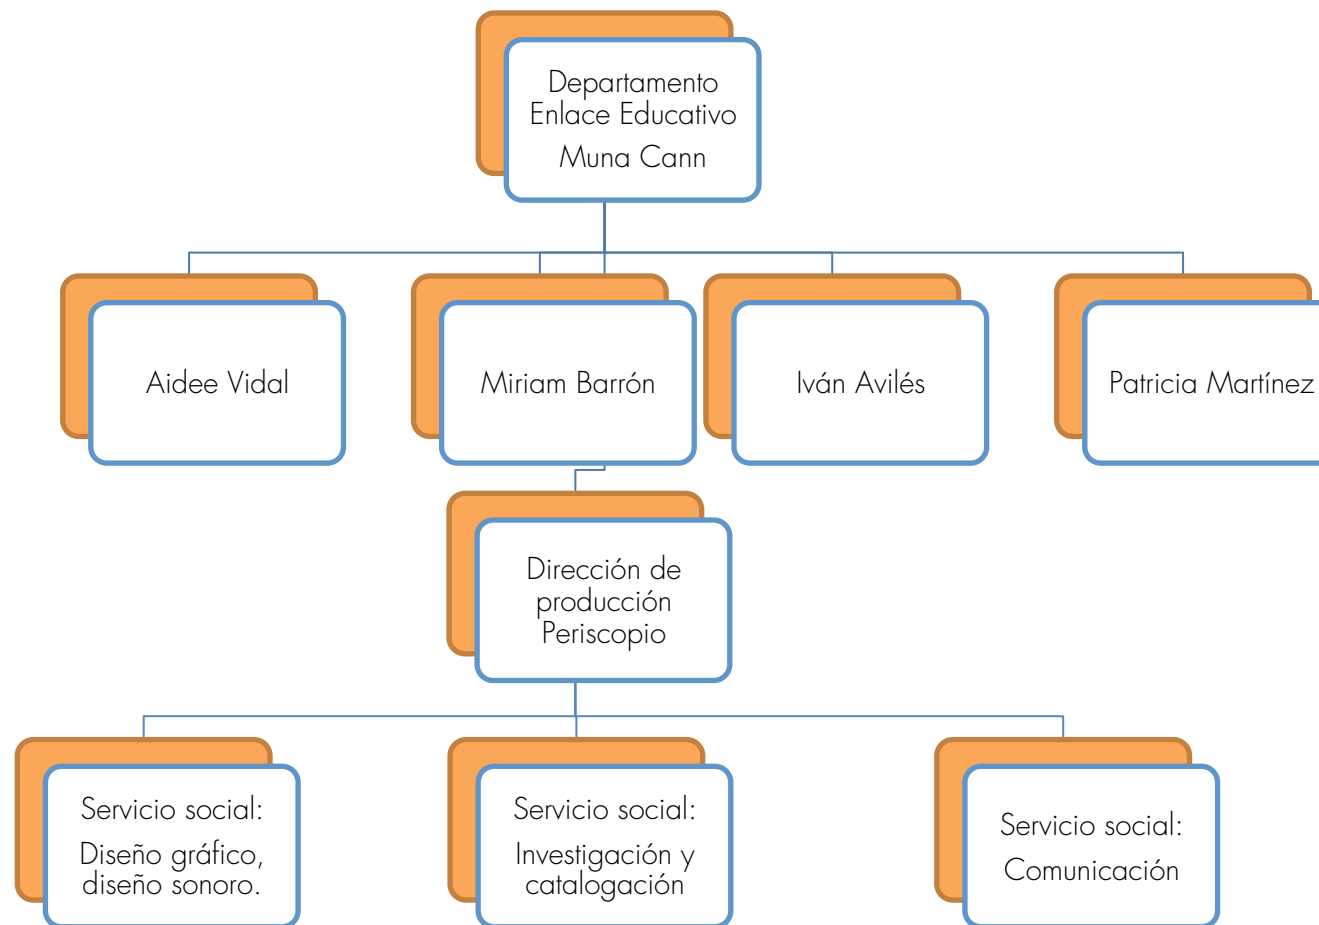 Departamento
Enlace Educativo
Muna Cann
Aidee Vidal
Miriam Barrón
Iván Avilés
Patricia Martínez
Dirección de
producción
Periscopio
Servicio social:
Diseño gráfico,
diseño sonoro.
Servicio social:
Investigación y
catalogación
Servicio social:
Comunicación